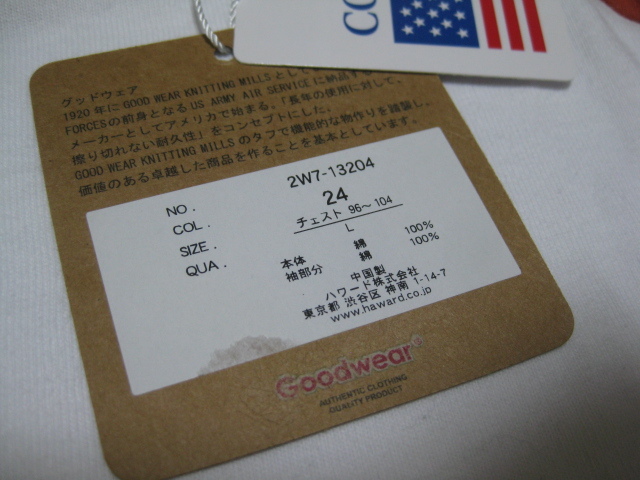 CO
グッドウェア
1920年にGOOD WEAR KNITTING MILLSとして
FORCESの前身となるUS ARMY AIR SERVICEに納品する
メーカーとしてアメリカで始まる。「長年の使用に対して、
擦り切れない耐久性」をコンセプトにした、
GOOD WEAR KNITTING MILLSのタフで機能的な物作りを踏襲し、
価値のある卓越した商品を作ることを基本としています。
NO. 2W7-13204
COL. 24
チェスト 96〜104
SIZE. L
QUA. 本体 綿 100%
袖部分 綿 100%
中国製
ハワード株式会社
東京都 渋谷区 神南 1-14-7
www.haward.co.jp
Goodwear®
AUTHENTIC CLOTHING
QUALITY PRODUCT